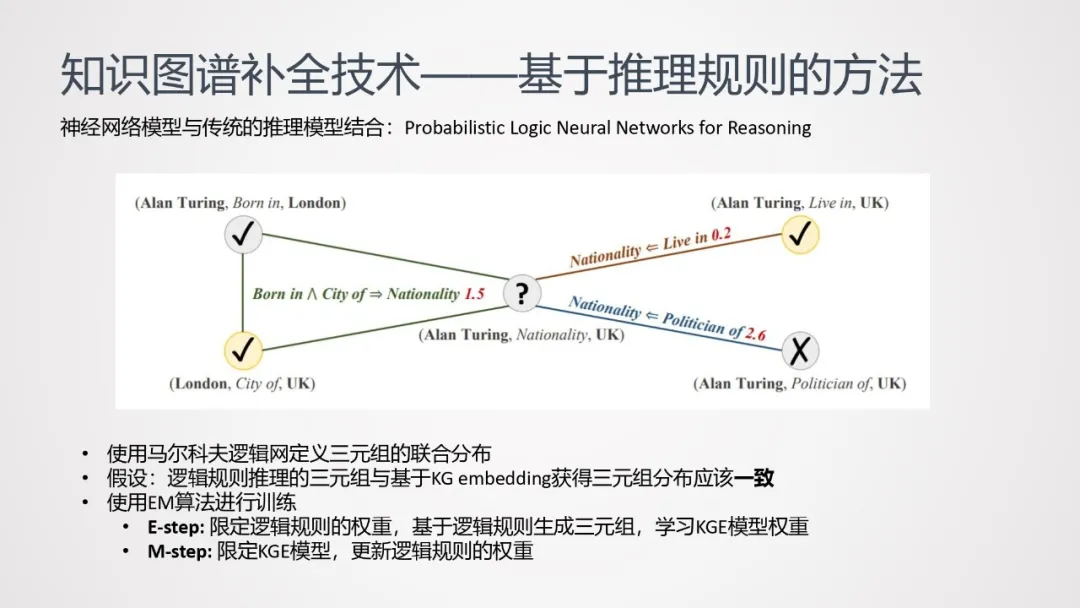 知识图谱补全技术——基于推理规则的方法
神经网络模型与传统的推理模型结合：Probabilistic Logic Neural Networks for Reasoning
(Alan Turing, Born in, London)
(Alan Turing, Live in, UK)
Nationality ⇐ Live in 0.2
Born in ∧ City of ⇒ Nationality 1.5
?
Nationality ⇐ Politician of 2.6
(Alan Turing, Nationality, UK)
(London, City of, UK)
(Alan Turing, Politician of, UK)
• 使用马尔科夫逻辑网定义三元组的联合分布
• 假设：逻辑规则推理的三元组与基于KG embedding获得三元组分布应该一致
• 使用EM算法进行训练
• E-step: 限定逻辑规则的权重，基于逻辑规则生成三元组，学习KGE模型权重
• M-step: 限定KGE模型，更新逻辑规则的权重